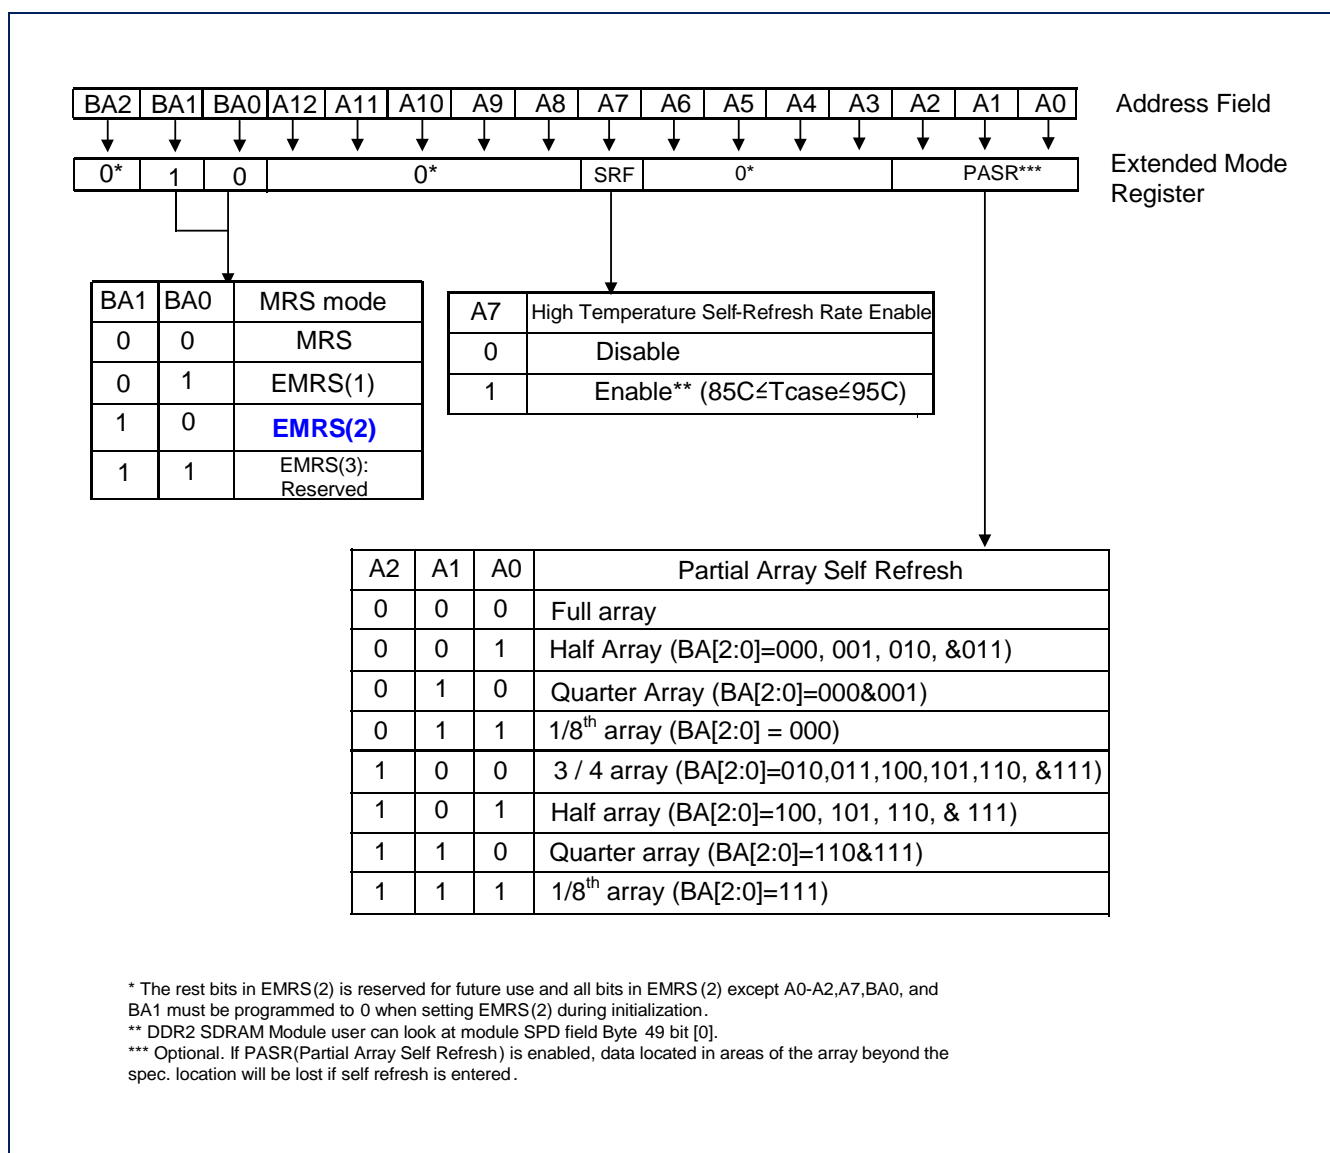 BA2 BA1 BA0 A12 A11 A10 A9 A8 A7 A6 A5 A4 A3 A2 A1 A0 Address Field
0* 1 0 0* SRF 0* PASR*** Extended Mode
Register
BA1 BA0 MRS mode
0 0 MRS
0 1 EMRS(1)
1 0 EMRS(2)
1 1 EMRS(3):
Reserved
A7 High Temperature Self-Refresh Rate Enable
0 Disable
1 Enable** (85C≤Tcase≤95C)
A2 A1 A0 Partial Array Self Refresh
0 0 0 Full array
0 0 1 Half Array (BA[2:0]=000, 001, 010, &011)
0 1 0 Quarter Array (BA[2:0]=000&001)
0 1 1 1/8th array (BA[2:0] = 000)
1 0 0 3 / 4 array (BA[2:0]=010,011,100,101,110, &111)
1 0 1 Half array (BA[2:0]=100, 101, 110, & 111)
1 1 0 Quarter array (BA[2:0]=110&111)
1 1 1 1/8th array (BA[2:0]=111)
* The rest bits in EMRS(2) is reserved for future use and all bits in EMRS(2) except A0-A2,A7,BA0, and
BA1 must be programmed to 0 when setting EMRS(2) during initialization.
** DDR2 SDRAM Module user can look at module SPD field Byte 49 bit [0].
*** Optional. If PASR(Partial Array Self Refresh) is enabled, data located in areas of the array beyond the
spec. location will be lost if self refresh is entered.